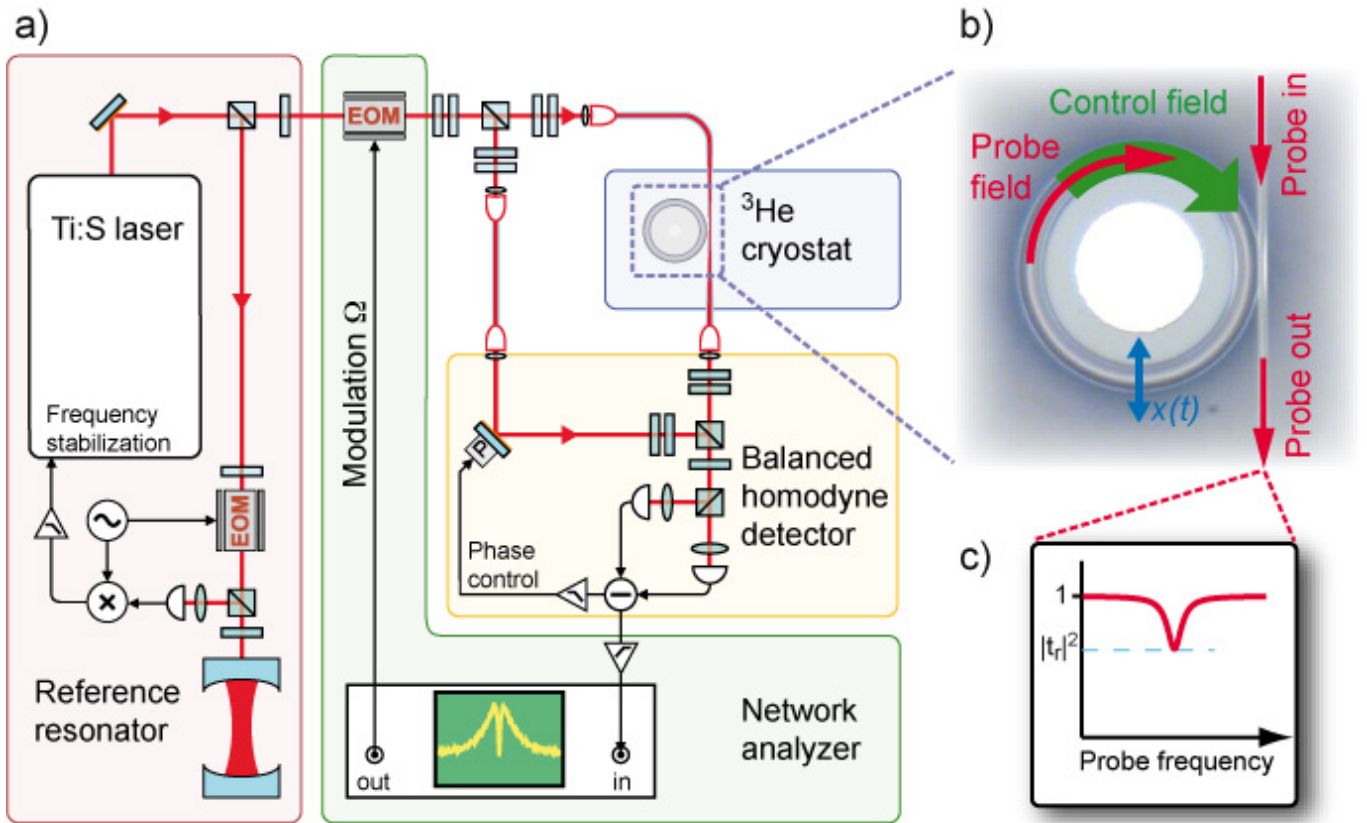 a)
EOM
Ti:S laser
Frequency
stabilization
EOM
Reference
resonator
Modulation Ω
³He
cryostat
Balanced
homodyne
detector
Phase
control
Network
analyzer
out
in
b)
Control field
Probe
field
Probe in
Probe out
x(t)
c)
1
|tᵣ|²
Probe frequency